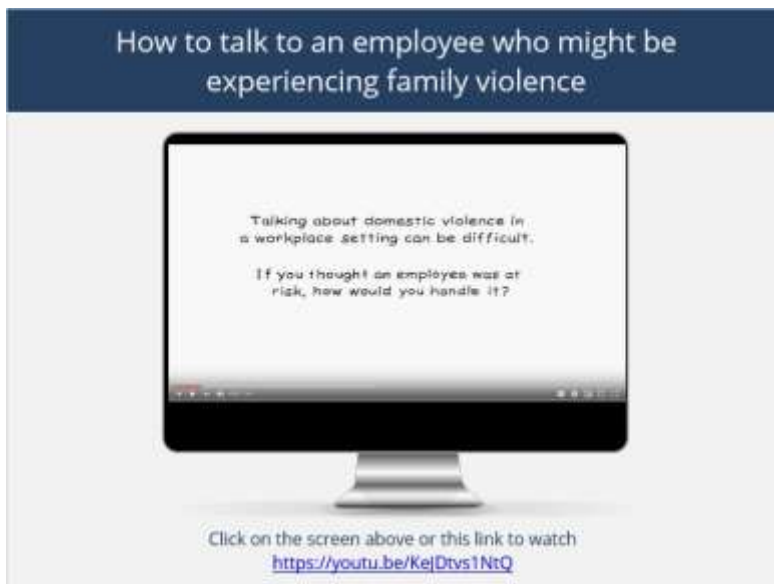 How to talk to an employee who might be
experiencing family violence
Talking about domestic violence in
a workplace setting can be difficult.
If you thought an employee was at
risk, how would you handle it?
Click on the screen above or this link to watch
https://youtu.be/KeJDtvs1NtQ